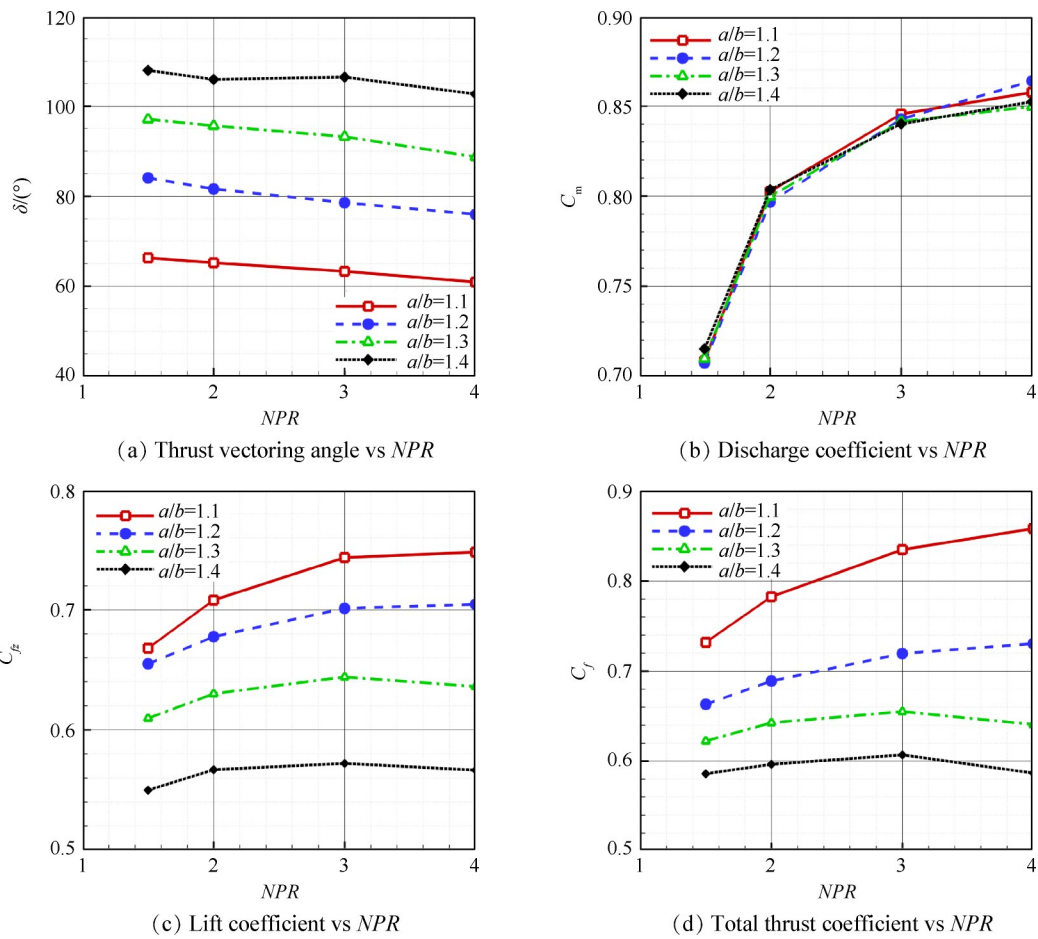 120
100
80
60
40
δ/(°)
a/b=1.1
a/b=1.2
a/b=1.3
a/b=1.4
1 2 3 4
NPR
(a) Thrust vectoring angle vs NPR
0.90
0.85
0.80
0.75
0.70
Cm
a/b=1.1
a/b=1.2
a/b=1.3
a/b=1.4
1 2 3 4
NPR
(b) Discharge coefficient vs NPR
0.8
0.7
0.6
0.5
Cfz
a/b=1.1
a/b=1.2
a/b=1.3
a/b=1.4
1 2 3 4
NPR
(c) Lift coefficient vs NPR
0.9
0.8
0.7
0.6
0.5
Cf
a/b=1.1
a/b=1.2
a/b=1.3
a/b=1.4
1 2 3 4
NPR
(d) Total thrust coefficient vs NPR